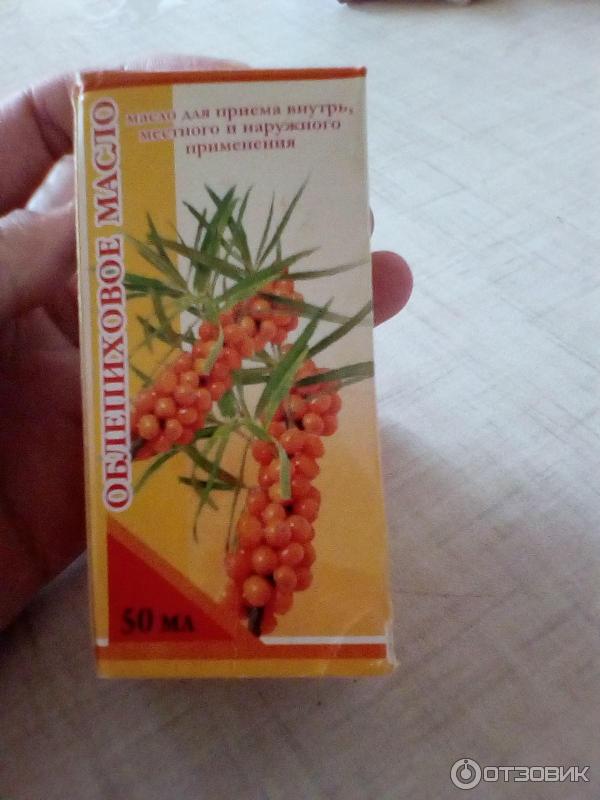 масло для приема внутрь,
местного и наружного
применения
ОБЛЕПИХОВОЕ МАСЛО
50 мл
ОТЗОВИК